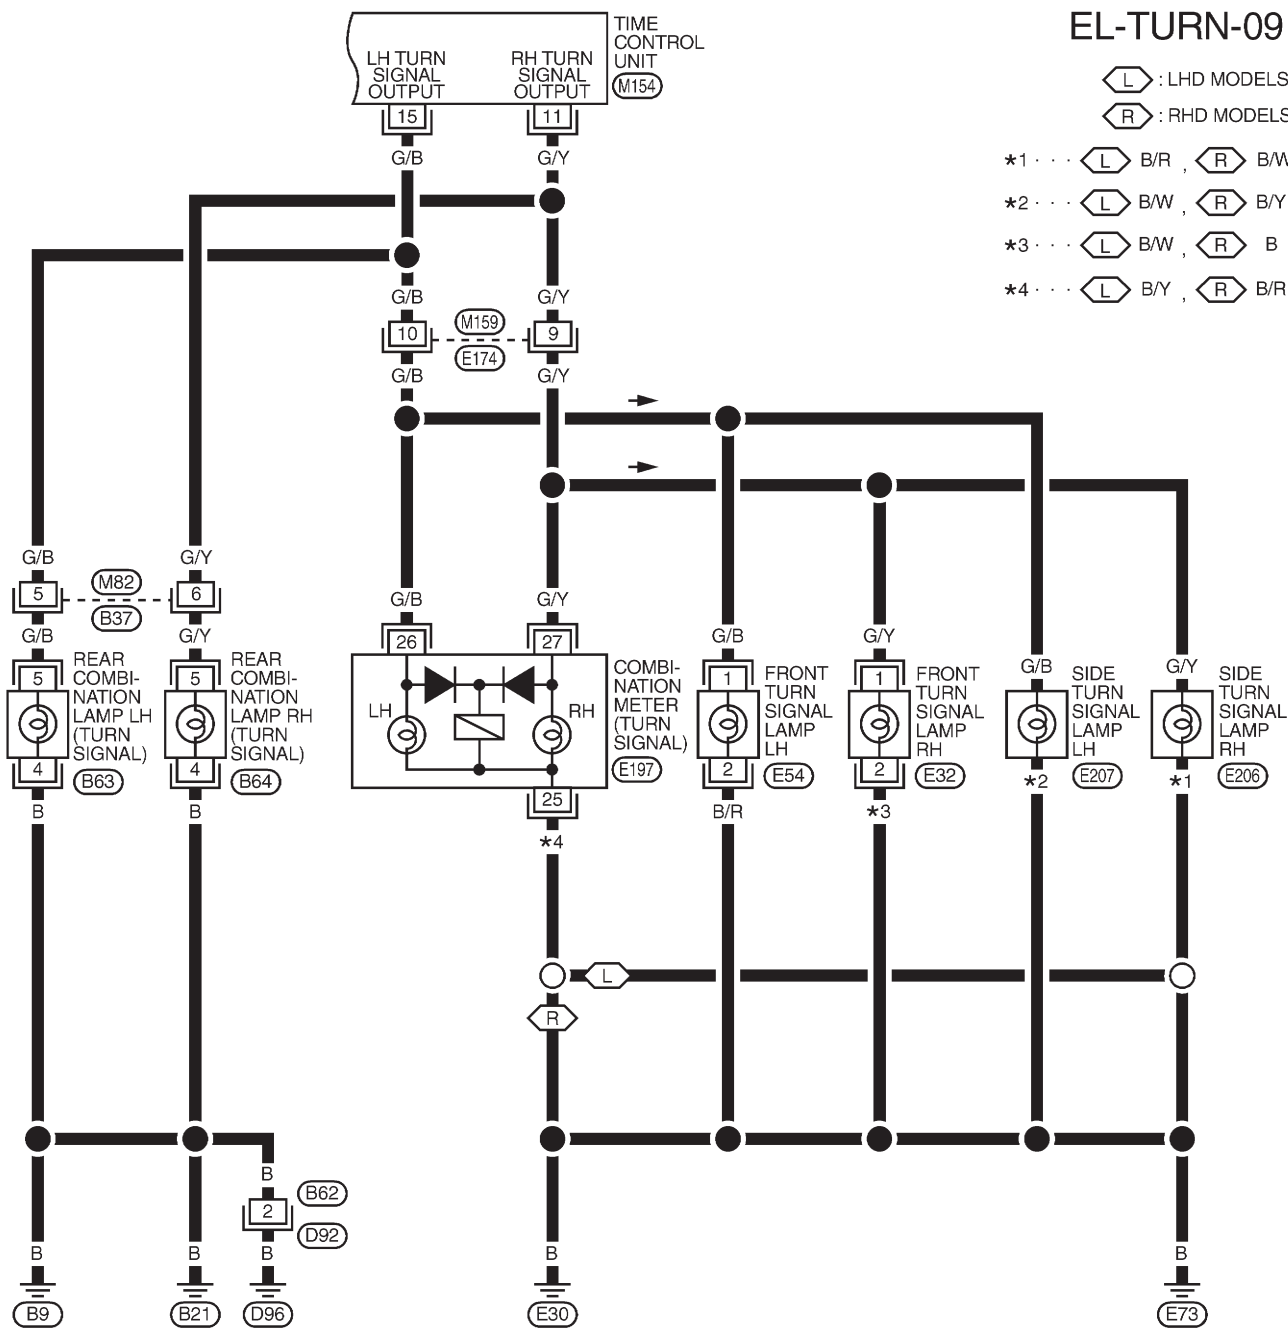 EL-TURN-09
TIME
CONTROL
UNIT
M154
LH TURN
SIGNAL
OUTPUT
RH TURN
SIGNAL
OUTPUT
15
11
G/B
G/Y
L : LHD MODELS
R : RHD MODELS
*1 · · · L B/R , R B/W
*2 · · · L B/W , R B/Y
*3 · · · L B/W , R B
*4 · · · L B/Y , R B/R
G/B
G/Y
10
M159
E174
9
G/B
G/Y
G/B
G/Y
5
M82
B37
6
G/B
G/Y
5
4
REAR
COMBI-
NATION
LAMP LH
(TURN
SIGNAL)
B63
5
4
REAR
COMBI-
NATION
LAMP RH
(TURN
SIGNAL)
B64
G/B
G/Y
26
27
LH
RH
25
COMBI-
NATION
METER
(TURN
SIGNAL)
E197
G/B
1
2
FRONT
TURN
SIGNAL
LAMP
LH
E54
G/Y
1
2
FRONT
TURN
SIGNAL
LAMP
RH
E32
G/B
SIDE
TURN
SIGNAL
LAMP
LH
E207
G/Y
SIDE
TURN
SIGNAL
LAMP
RH
E206
B
B
*4
B/R
*3
*2
*1
L
R
B
2
B62
D92
B
B
B
B
B
B9
B21
D96
E30
E73